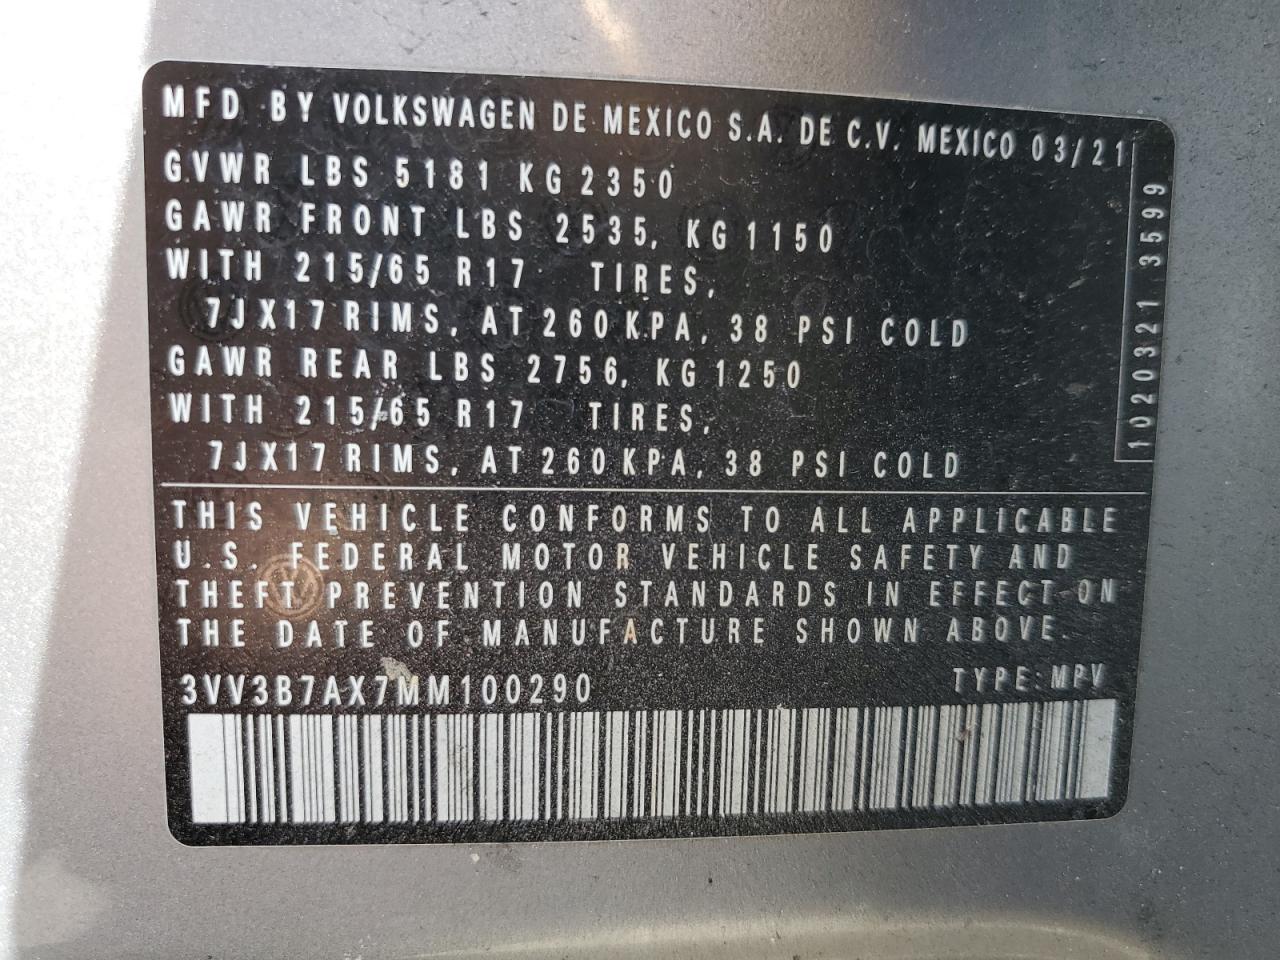 MFD BY VOLKSWAGEN DE MEXICO S.A. DE C.V. MEXICO 03/21
GVWR LBS 5181 KG 2350
GAWR FRONT LBS 2535, KG 1150
WITH 215/65 R17 TIRES,
7JX17 RIMS, AT 260 KPA, 38 PSI COLD
GAWR REAR LBS 2756, KG 1250
WITH 215/65 R17 TIRES,
7JX17 RIMS, AT 260 KPA, 38 PSI COLD
1020321 3599
THIS VEHICLE CONFORMS TO ALL APPLICABLE
U.S. FEDERAL MOTOR VEHICLE SAFETY AND
THEFT PREVENTION STANDARDS IN EFFECT ON
THE DATE OF MANUFACTURE SHOWN ABOVE.
3VV3B7AX7MM100290 TYPE: MPV